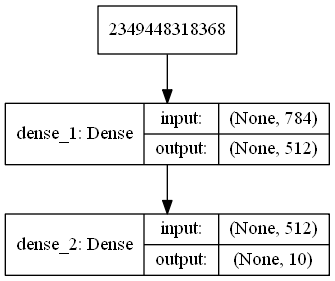 2349448318368
dense_1: Dense
input:
(None, 784)
output:
(None, 512)
dense_2: Dense
input:
(None, 512)
output:
(None, 10)